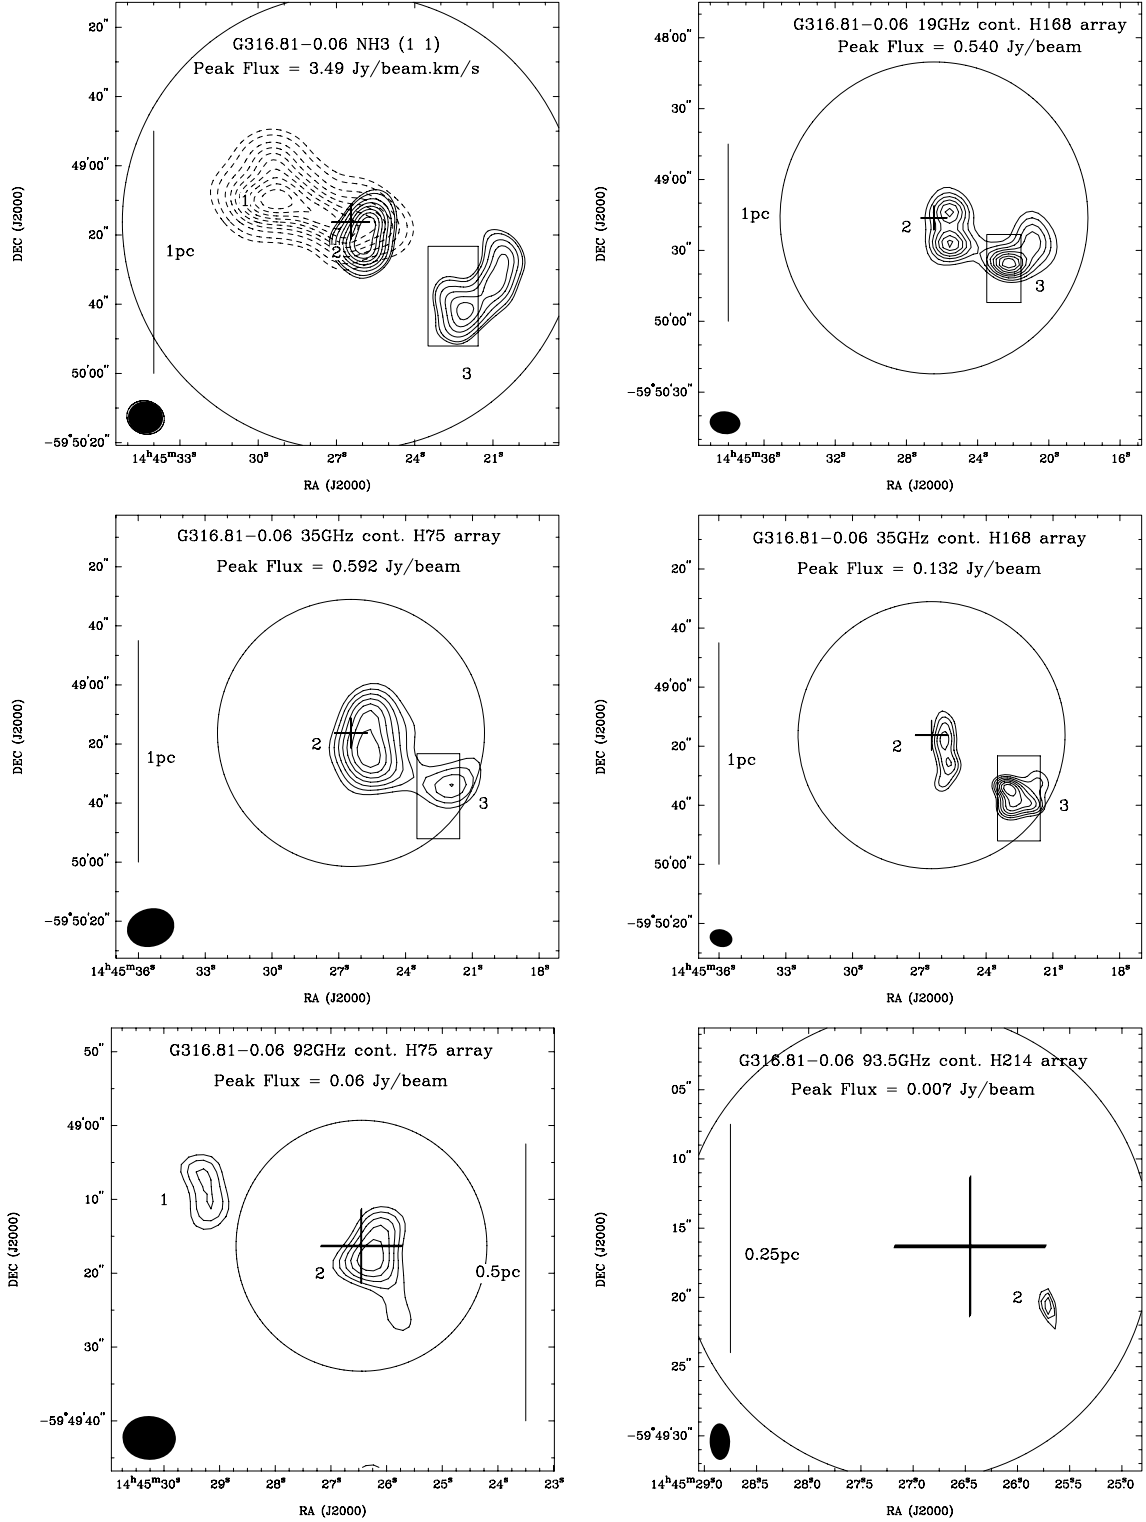 G316.81−0.06 NH3 (1 1)
Peak Flux = 3.49 Jy/beam.km/s
20"
40"
49'00"
20"
40"
50'00"
−59°50'20"
DEC (J2000)
1pc
1
2
3
14ʰ45ᵐ33ˢ
30ˢ
27ˢ
24ˢ
21ˢ
RA (J2000)
G316.81−0.06 19GHz cont. H168 array
Peak Flux = 0.540 Jy/beam
48'00"
30"
49'00"
30"
50'00"
−59°50'30"
DEC (J2000)
1pc
2
3
14ʰ45ᵐ36ˢ
32ˢ
28ˢ
24ˢ
20ˢ
16ˢ
RA (J2000)
G316.81−0.06 35GHz cont. H75 array
Peak Flux = 0.592 Jy/beam
20"
40"
49'00"
20"
40"
50'00"
−59°50'20"
DEC (J2000)
1pc
2
3
14ʰ45ᵐ36ˢ
33ˢ
30ˢ
27ˢ
24ˢ
21ˢ
18ˢ
RA (J2000)
G316.81−0.06 35GHz cont. H168 array
Peak Flux = 0.132 Jy/beam
20"
40"
49'00"
20"
40"
50'00"
−59°50'20"
DEC (J2000)
1pc
2
3
14ʰ45ᵐ36ˢ
33ˢ
30ˢ
27ˢ
24ˢ
21ˢ
18ˢ
RA (J2000)
G316.81−0.06 92GHz cont. H75 array
Peak Flux = 0.06 Jy/beam
50"
49'00"
10"
20"
30"
−59°49'40"
DEC (J2000)
1
2
0.5pc
14ʰ45ᵐ30ˢ
29ˢ
28ˢ
27ˢ
26ˢ
25ˢ
24ˢ
23ˢ
RA (J2000)
G316.81−0.06 93.5GHz cont. H214 array
Peak Flux = 0.007 Jy/beam
05"
10"
15"
20"
25"
−59°49'30"
DEC (J2000)
0.25pc
2
14ʰ45ᵐ29ˢ.0
28ˢ.5
28ˢ.0
27ˢ.5
27ˢ.0
26ˢ.5
26ˢ.0
25ˢ.5
25ˢ.0
RA (J2000)